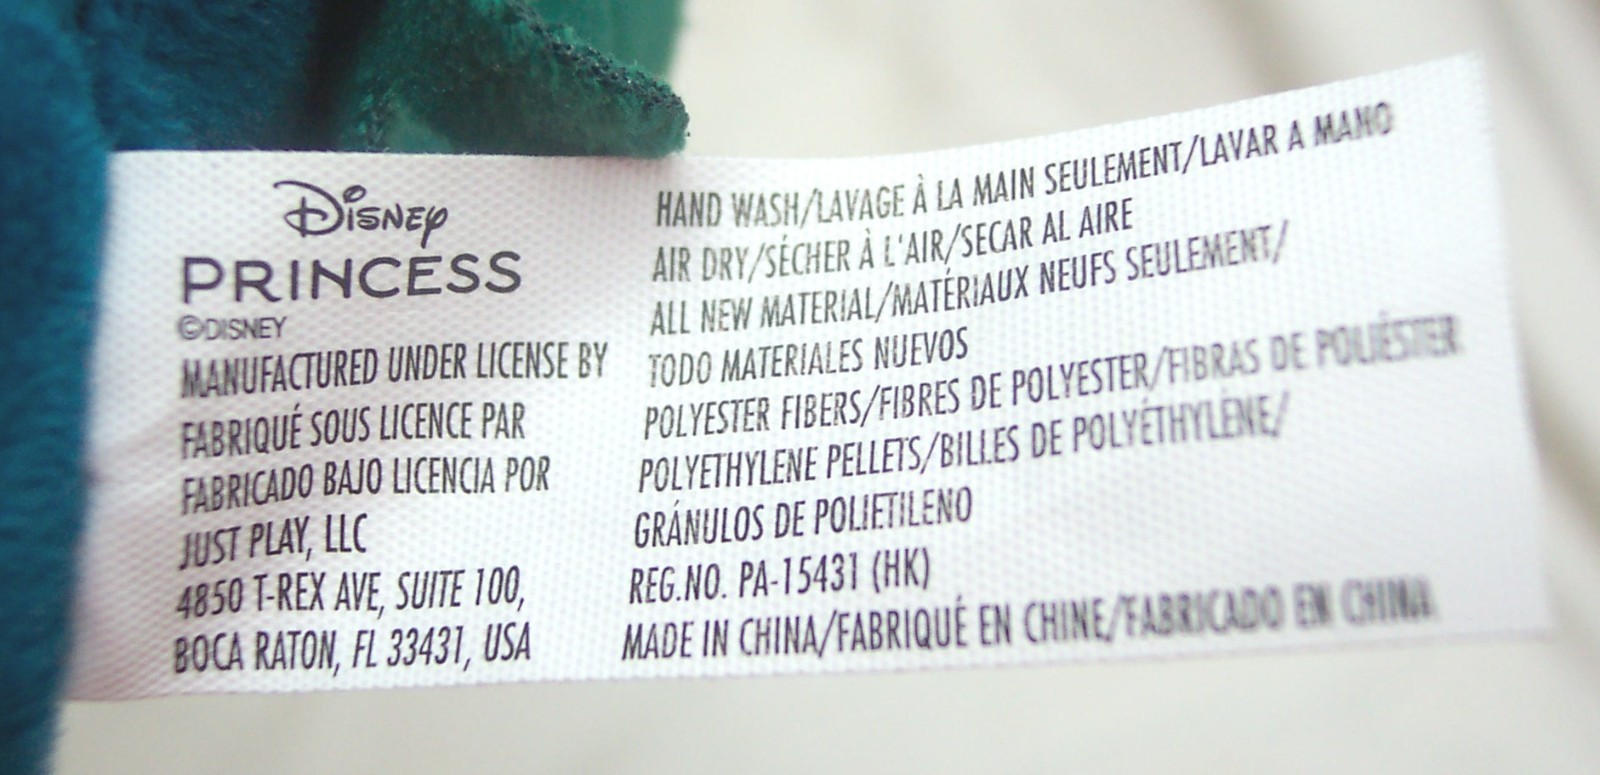 Disney
PRINCESS
©DISNEY
MANUFACTURED UNDER LICENSE BY
FABRIQUÉ SOUS LICENCE PAR
FABRICADO BAJO LICENCIA POR
JUST PLAY, LLC
4850 T-REX AVE, SUITE 100,
BOCA RATON, FL 33431, USA
HAND WASH/LAVAGE À LA MAIN SEULEMENT/LAVAR A MANO
AIR DRY/SÉCHER À L'AIR/SECAR AL AIRE
ALL NEW MATERIAL/MATÉRIAUX NEUFS SEULEMENT/
TODO MATERIALES NUEVOS
POLYESTER FIBERS/FIBRES DE POLYESTER/FIBRAS DE POLIÉSTER
POLYETHYLENE PELLETS/BILLES DE POLYÉTHYLÈNE/
GRÁNULOS DE POLIETILENO
REG.NO. PA-15431 (HK)
MADE IN CHINA/FABRIQUÉ EN CHINE/FABRICADO EN CHINA